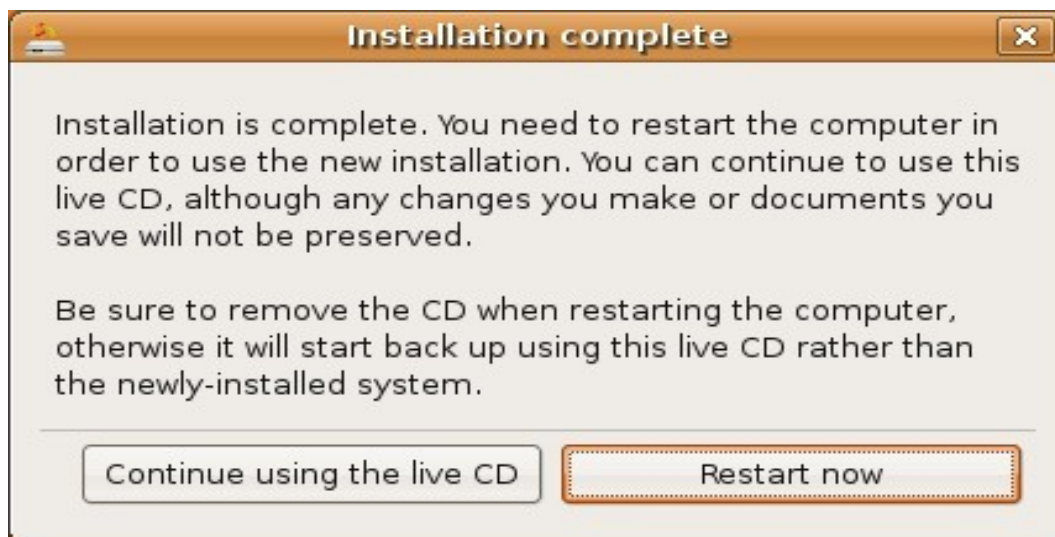 Installation complete
Installation is complete. You need to restart the computer in
order to use the new installation. You can continue to use this
live CD, although any changes you make or documents you
save will not be preserved.
Be sure to remove the CD when restarting the computer,
otherwise it will start back up using this live CD rather than
the newly-installed system.
Continue using the live CD
Restart now